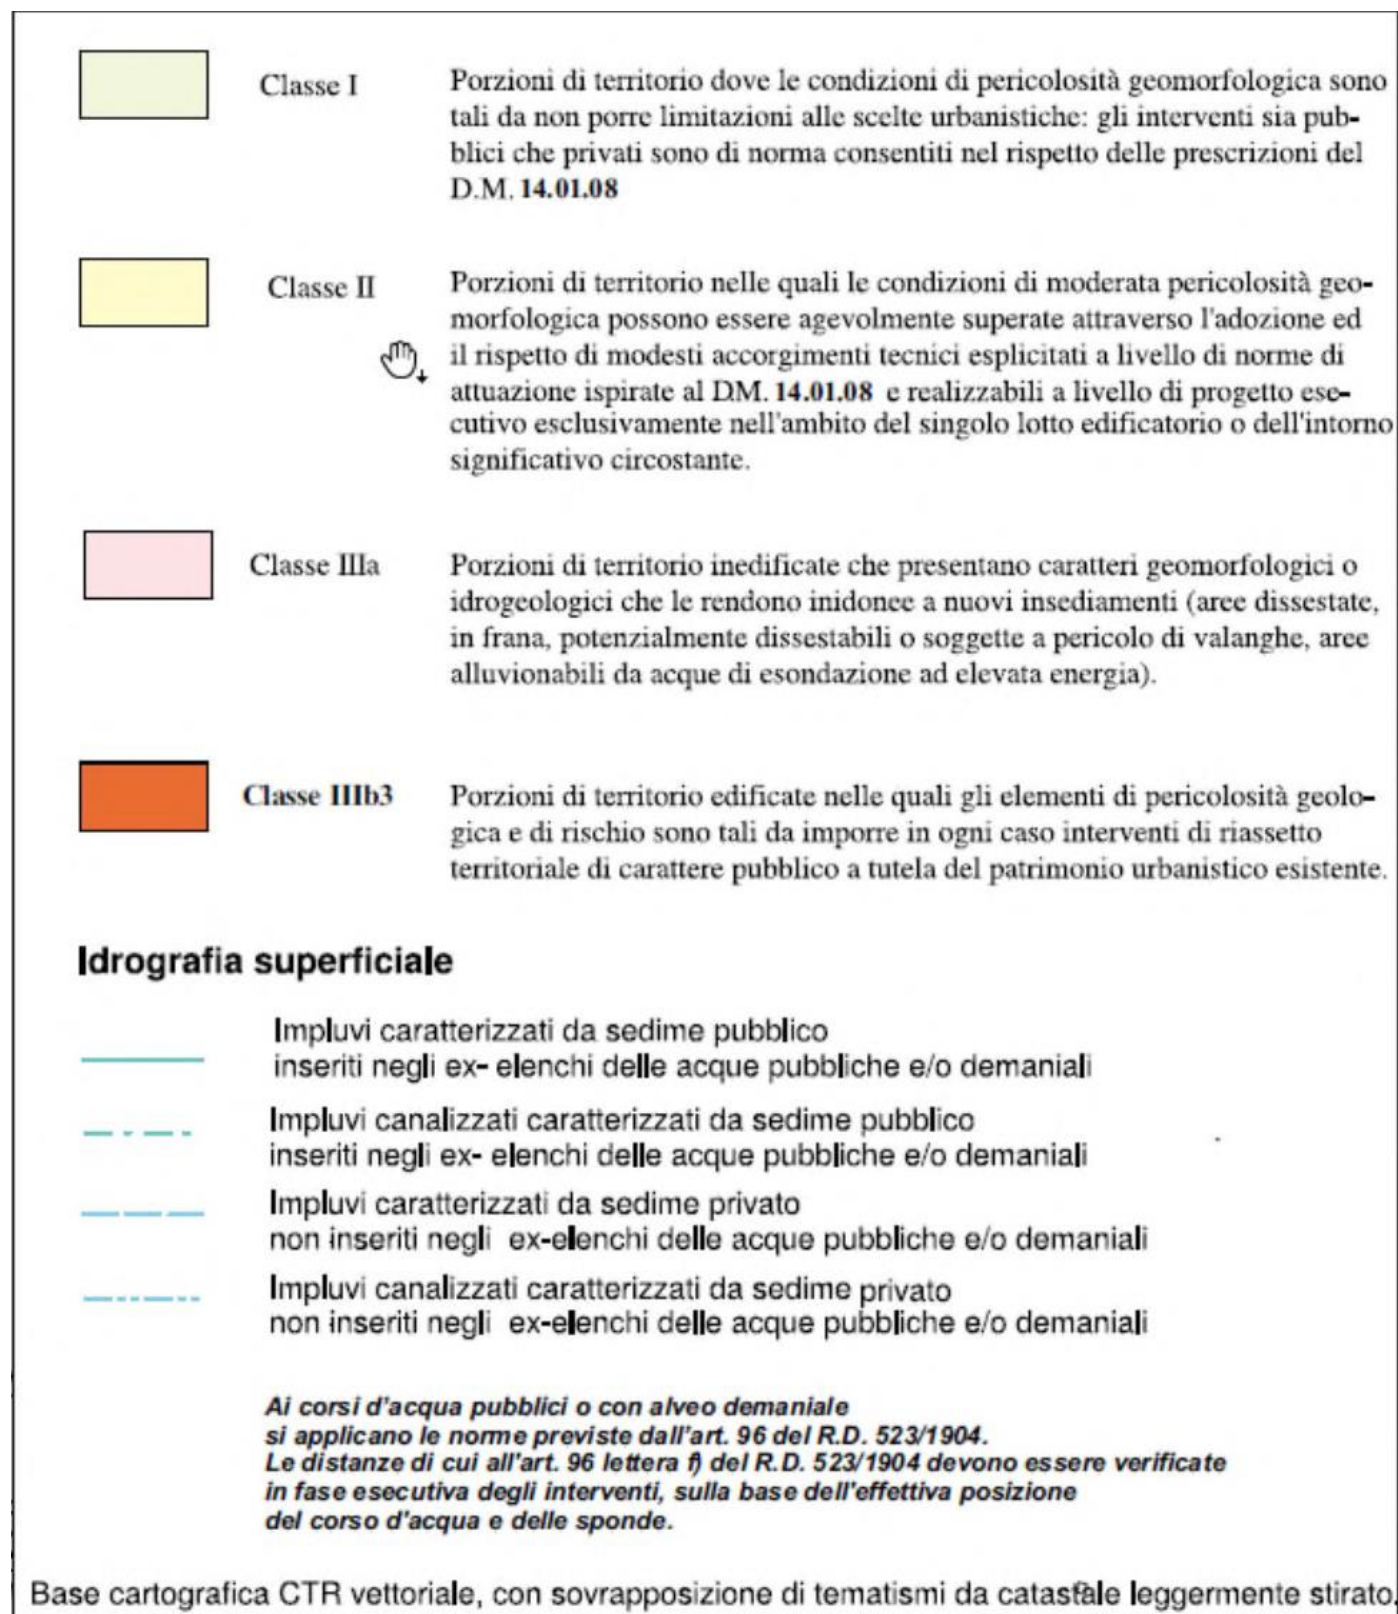 Classe I
Porzioni di territorio dove le condizioni di pericolosità geomorfologica sono
tali da non porre limitazioni alle scelte urbanistiche: gli interventi sia pub-
blici che privati sono di norma consentiti nel rispetto delle prescrizioni del
D.M. 14.01.08
Classe II
Porzioni di territorio nelle quali le condizioni di moderata pericolosità geo-
morfologica possono essere agevolmente superate attraverso l'adozione ed
il rispetto di modesti accorgimenti tecnici esplicitati a livello di norme di
attuazione ispirate al D.M. 14.01.08 e realizzabili a livello di progetto ese-
cutivo esclusivamente nell'ambito del singolo lotto edificatorio o dell'intorno
significativo circostante.
Classe IIIa
Porzioni di territorio inedificate che presentano caratteri geomorfologici o
idrogeologici che le rendono inidonee a nuovi insediamenti (aree dissestate,
in frana, potenzialmente dissestabili o soggette a pericolo di valanghe, aree
alluvionabili da acque di esondazione ad elevata energia).
Classe IIIb3
Porzioni di territorio edificate nelle quali gli elementi di pericolosità geolo-
gica e di rischio sono tali da imporre in ogni caso interventi di riassetto
territoriale di carattere pubblico a tutela del patrimonio urbanistico esistente.
Idrografia superficiale
Impluvi caratterizzati da sedime pubblico
inseriti negli ex- elenchi delle acque pubbliche e/o demaniali
Impluvi canalizzati caratterizzati da sedime pubblico
inseriti negli ex- elenchi delle acque pubbliche e/o demaniali
Impluvi caratterizzati da sedime privato
non inseriti negli ex-elenchi delle acque pubbliche e/o demaniali
Impluvi canalizzati caratterizzati da sedime privato
non inseriti negli ex-elenchi delle acque pubbliche e/o demaniali
Ai corsi d'acqua pubblici o con alveo demaniale
si applicano le norme previste dall'art. 96 del R.D. 523/1904.
Le distanze di cui all'art. 96 lettera f) del R.D. 523/1904 devono essere verificate
in fase esecutiva degli interventi, sulla base dell'effettiva posizione
del corso d'acqua e delle sponde.
Base cartografica CTR vettoriale, con sovrapposizione di tematismi da catastale leggermente stirato.